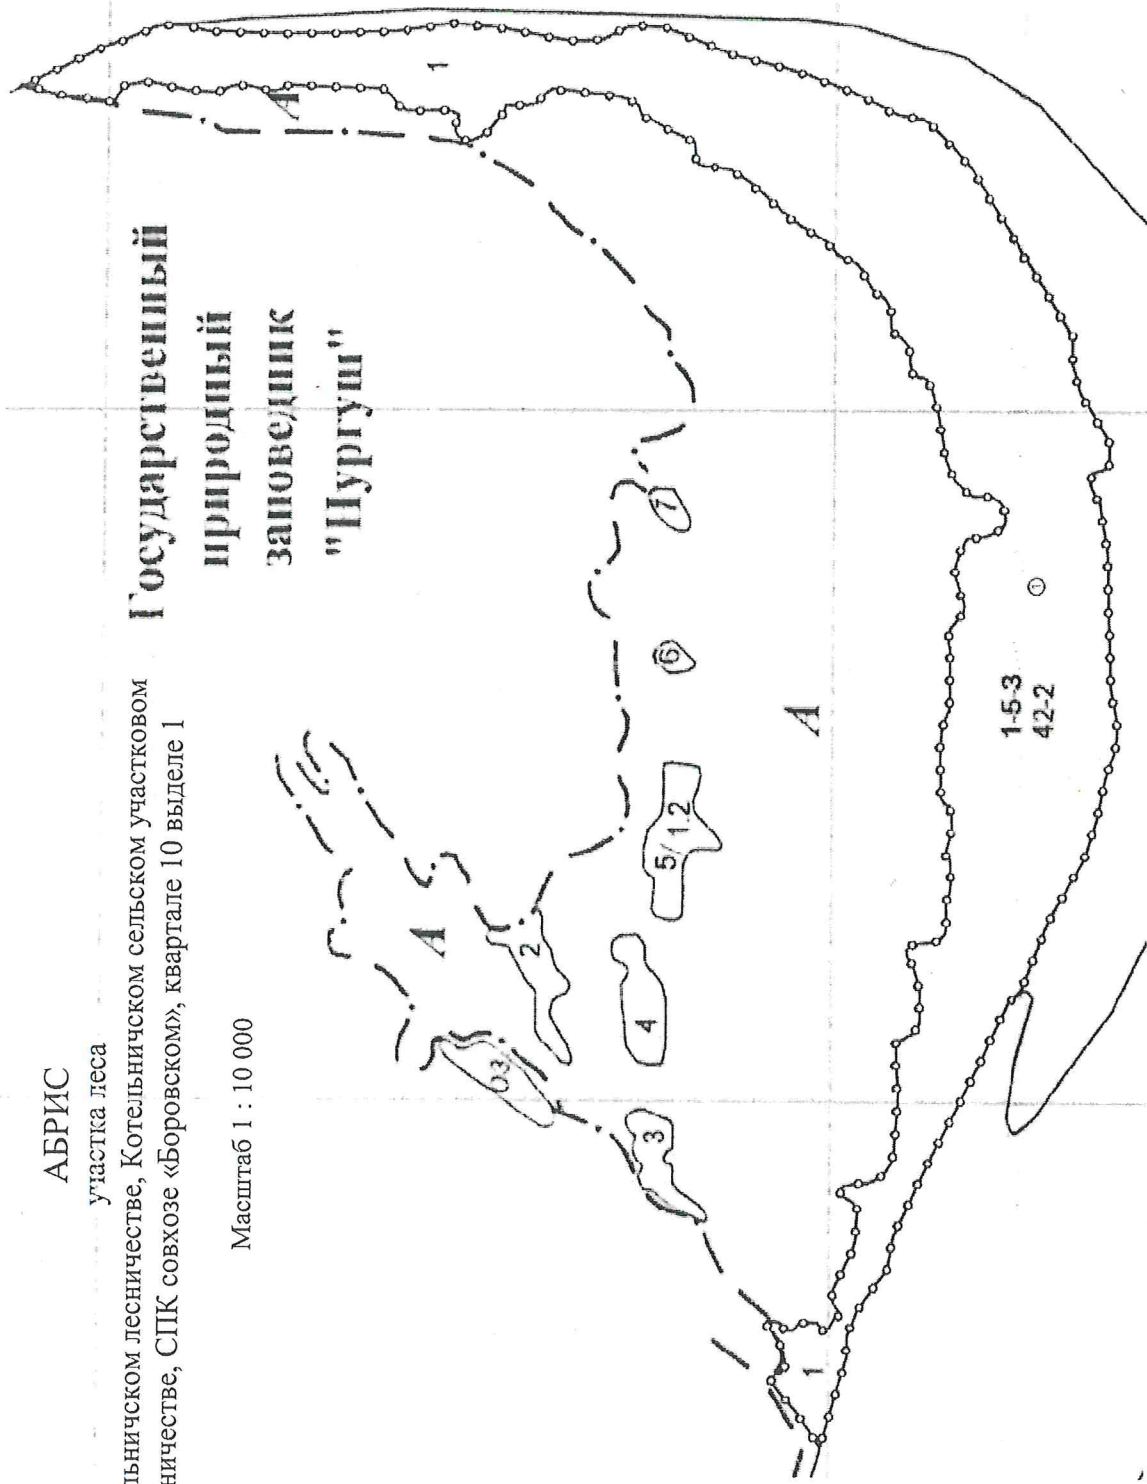 АБРИС
участка леса
льничском лесничестве, Котельничском сельском участковом
ничестве, СПК совхозе «Боровском», квартале 10 выделе 1
Масштаб 1 : 10 000
Государственный
природный
заповедник
"Нургуш"
1
А
А
2
оз
3
4
5/1.2
6
7
А
1-5-3
42-2
1
1